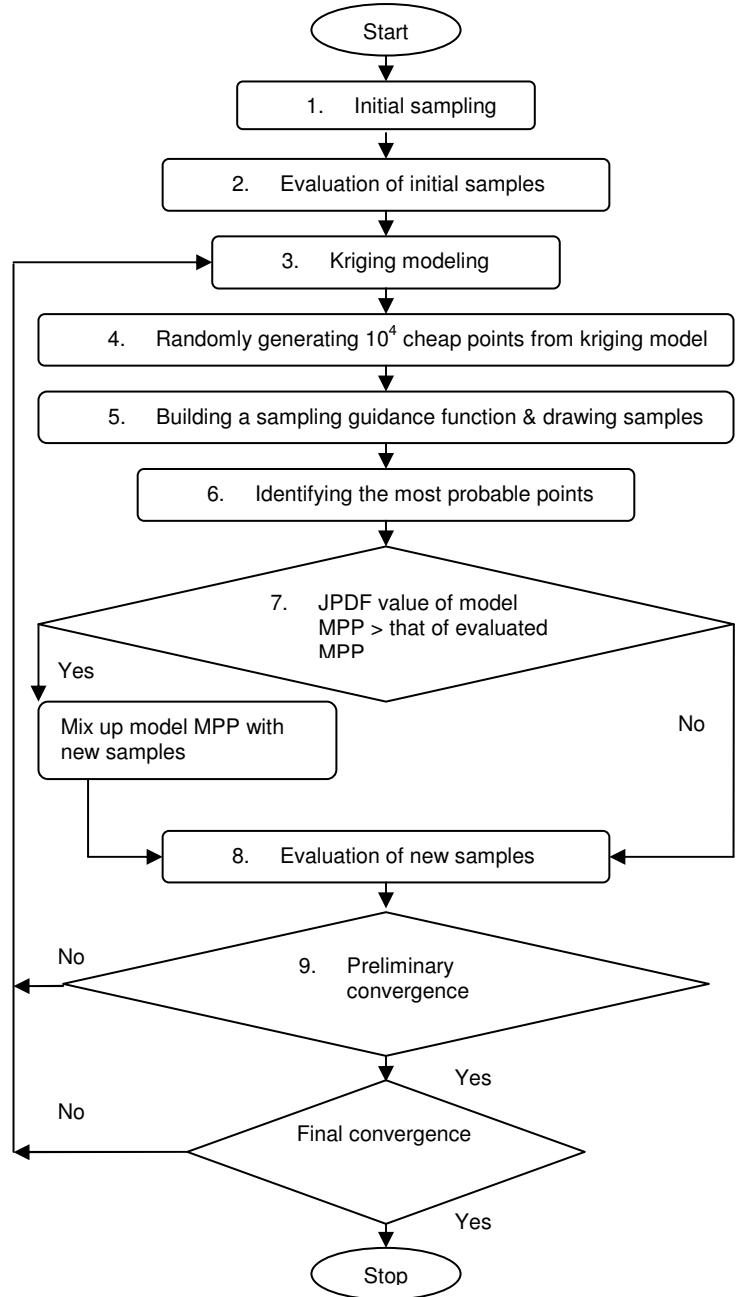 Start
1. Initial sampling
2. Evaluation of initial samples
3. Kriging modeling
4. Randomly generating 10⁴ cheap points from kriging model
5. Building a sampling guidance function & drawing samples
6. Identifying the most probable points
7. JPDF value of model
MPP > that of evaluated
MPP
Yes
No
Mix up model MPP with
new samples
8. Evaluation of new samples
No
9. Preliminary
convergence
Yes
No
Final convergence
Yes
Stop